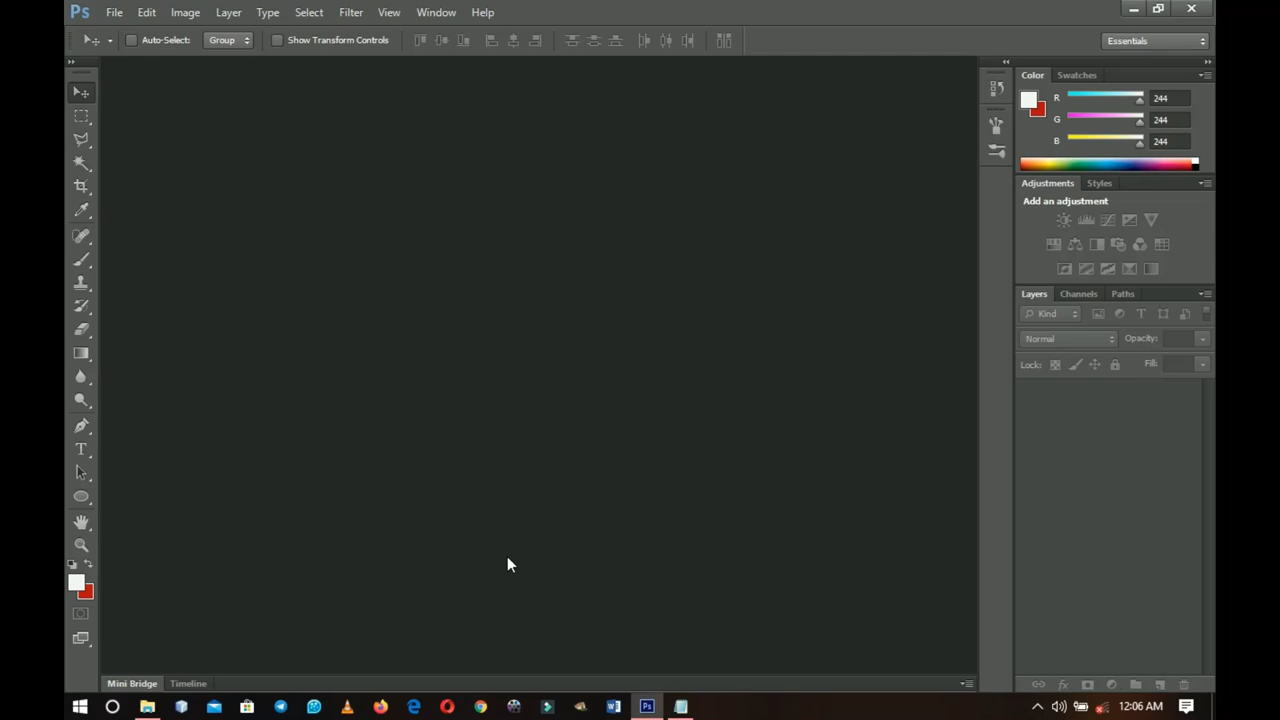 Ps File Edit Image Layer Type Select Filter View Window Help
Auto-Select: Group Show Transform Controls Essentials
Color Swatches
R 244
G 244
B 244
Adjustments Styles
Add an adjustment
Layers Channels Paths
Kind T
Normal Opacity:
Lock: Fill:
T
fx
Mini Bridge Timeline
W Ps 12:06 AM